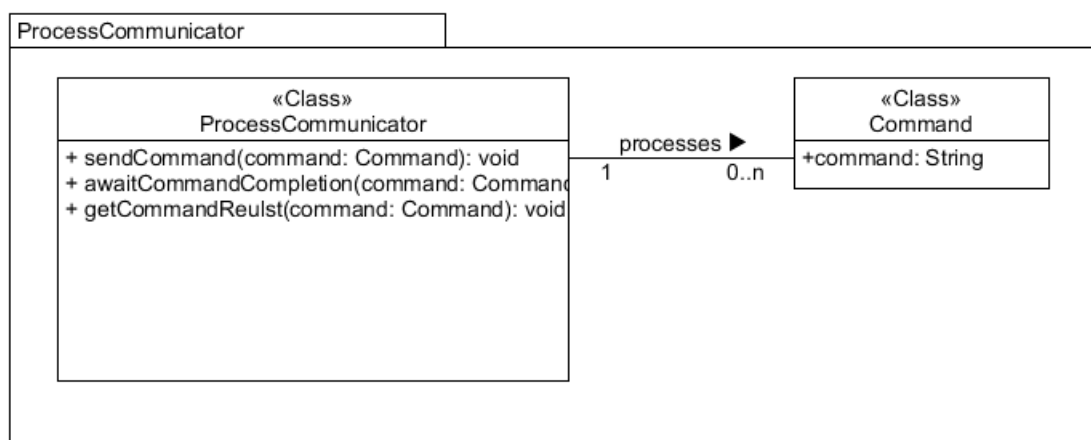 ProcessCommunicator
«Class»
ProcessCommunicator
+ sendCommand(command: Command): void
+ awaitCommandCompletion(command: Command
+ getCommandReulst(command: Command): void
processes ▶
1
0..n
«Class»
Command
+command: String